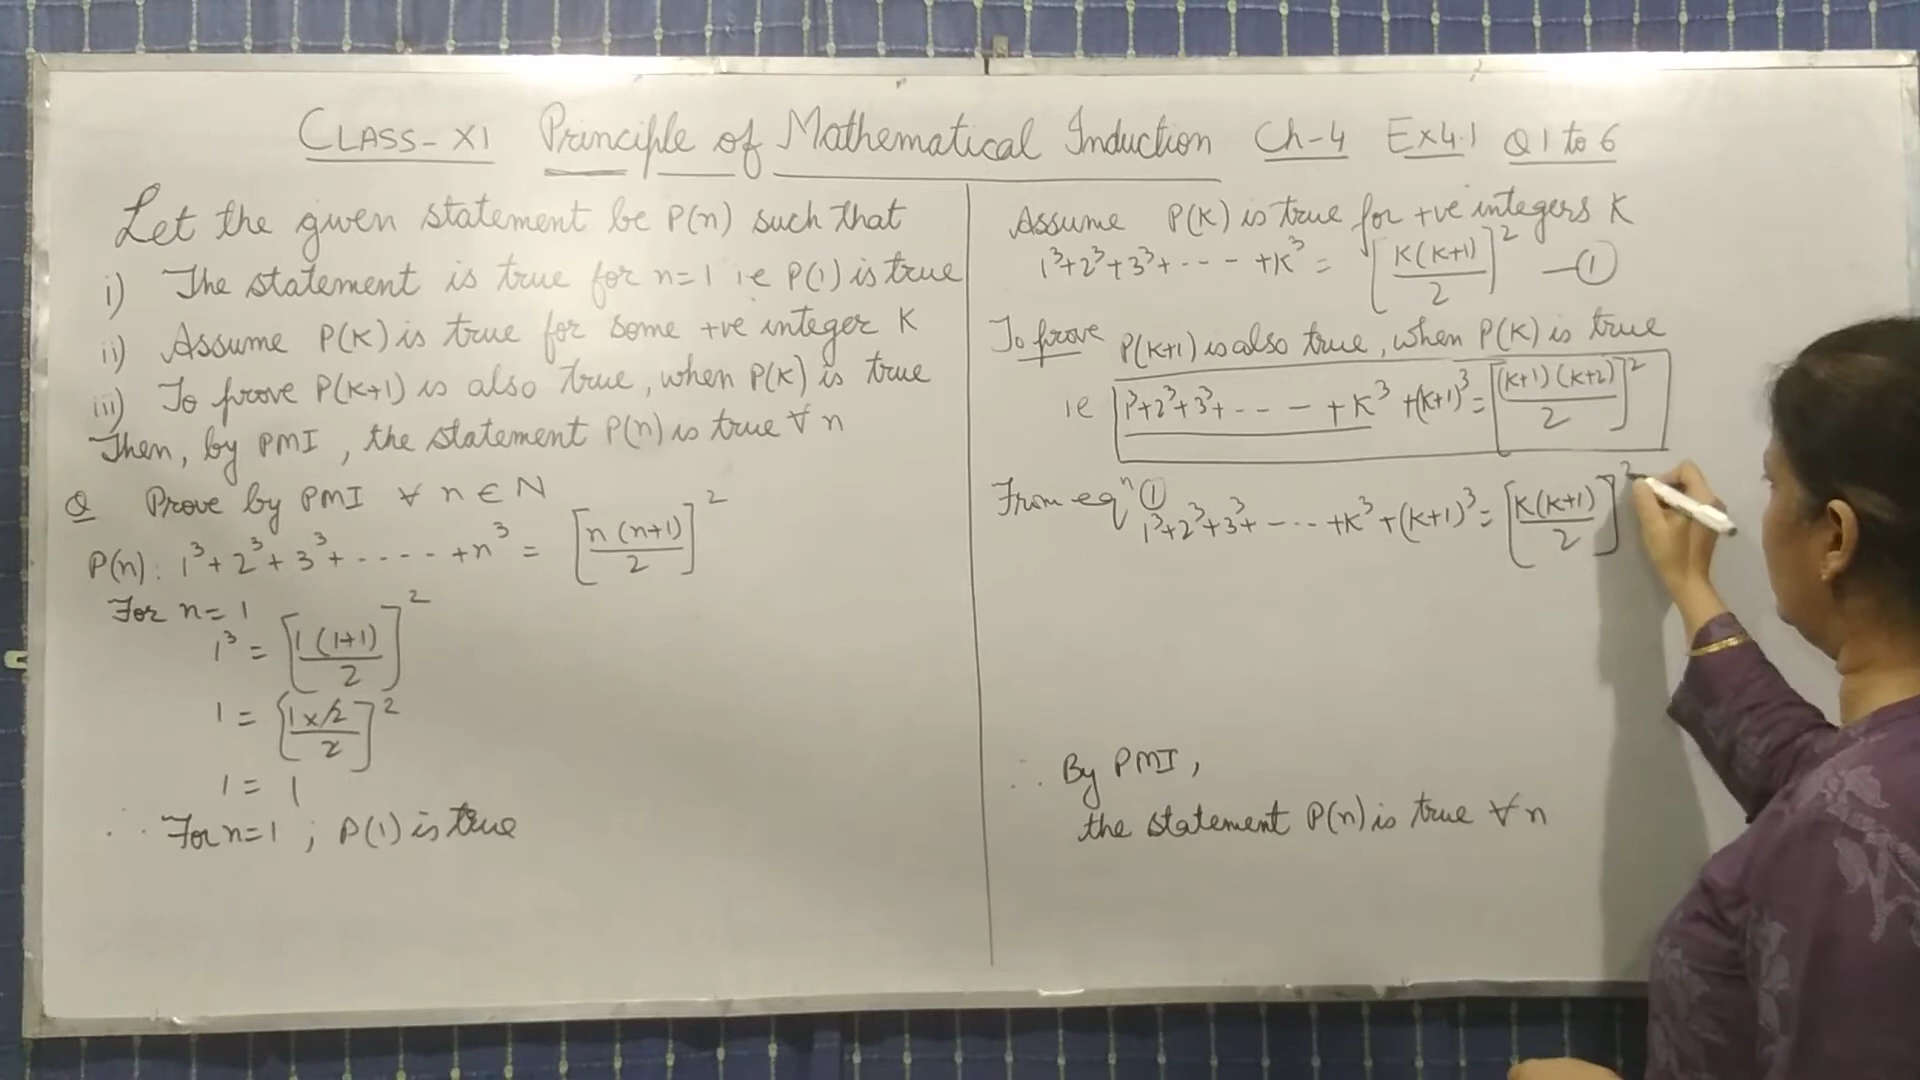 CLASS-XI Principle of Mathematical Induction Ch-4 Ex4.1 Q1 to 6
Let the given statement be P(n) such that
i) The statement is true for n=1 i.e P(1) is true
ii) Assume P(K) is true for some +ve integer K
iii) To prove P(K+1) is also true, when P(K) is true
Then, by PMI, the statement P(n) is true ∀ n
Q Prove by PMI ∀ n ∈ N
P(n): 1³+2³+3³+-----+n³ = [n(n+1)/2]²
For n=1
1³ = [1(1+1)/2]²
1 = [1×2/2]²
1 = 1
∴ For n=1; P(1) is true
Assume P(K) is true for +ve integers K
1³+2³+3³+----+K³ = [K(K+1)/2]² —①
To prove P(K+1) is also true, when P(K) is true
ie 1³+2³+3³+----+K³+(K+1)³=[(K+1)(K+2)/2]²
From eqⁿ ①
1³+2³+3³+----+K³+(K+1)³=[K(K+1)/2]²
∴ By PMI,
the statement P(n) is true ∀ n